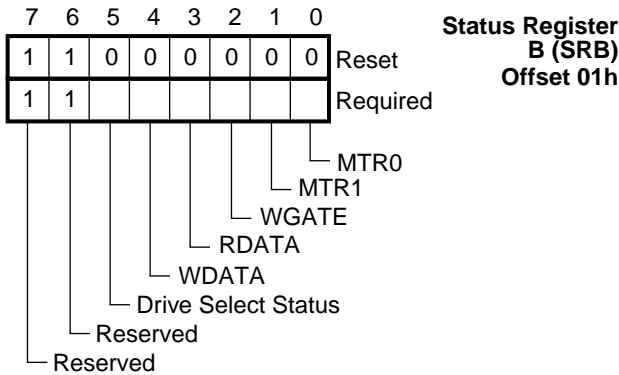 7 6 5 4 3 2 1 0
Status Register
B (SRB)
Offset 01h
1 1 0 0 0 0 0 0 Reset
1 1 Required
MTR0
MTR1
WGATE
RDATA
WDATA
Drive Select Status
Reserved
Reserved